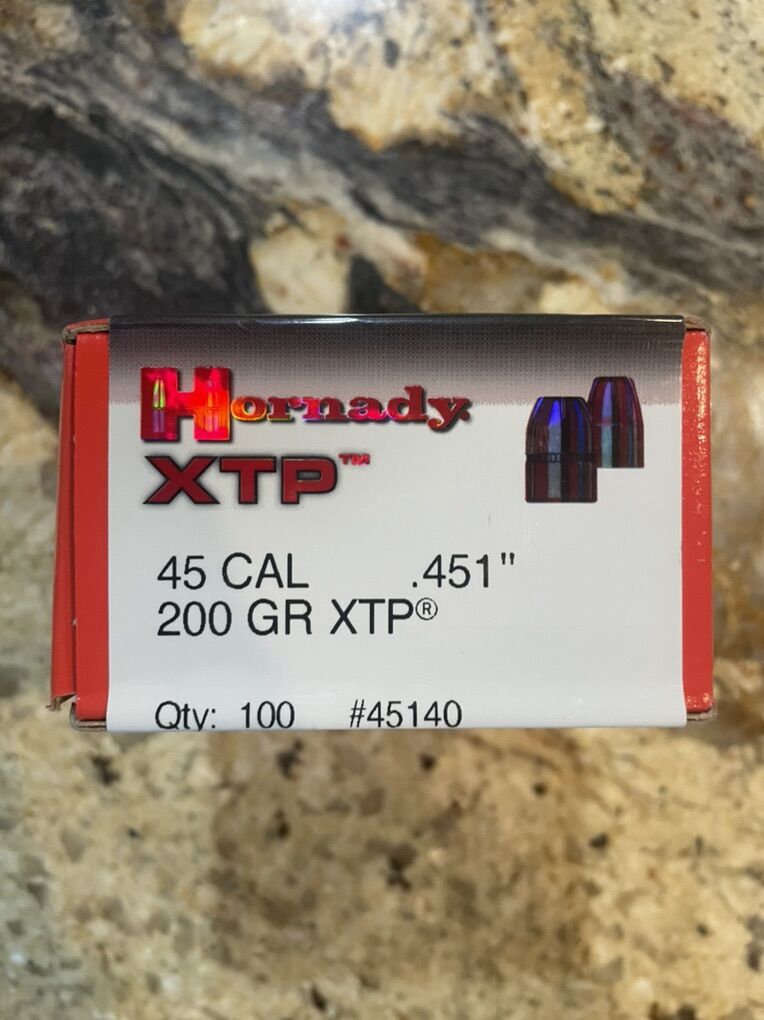 Hornady
XTP™
45 CAL .451"
200 GR XTP®
Qty: 100 #45140